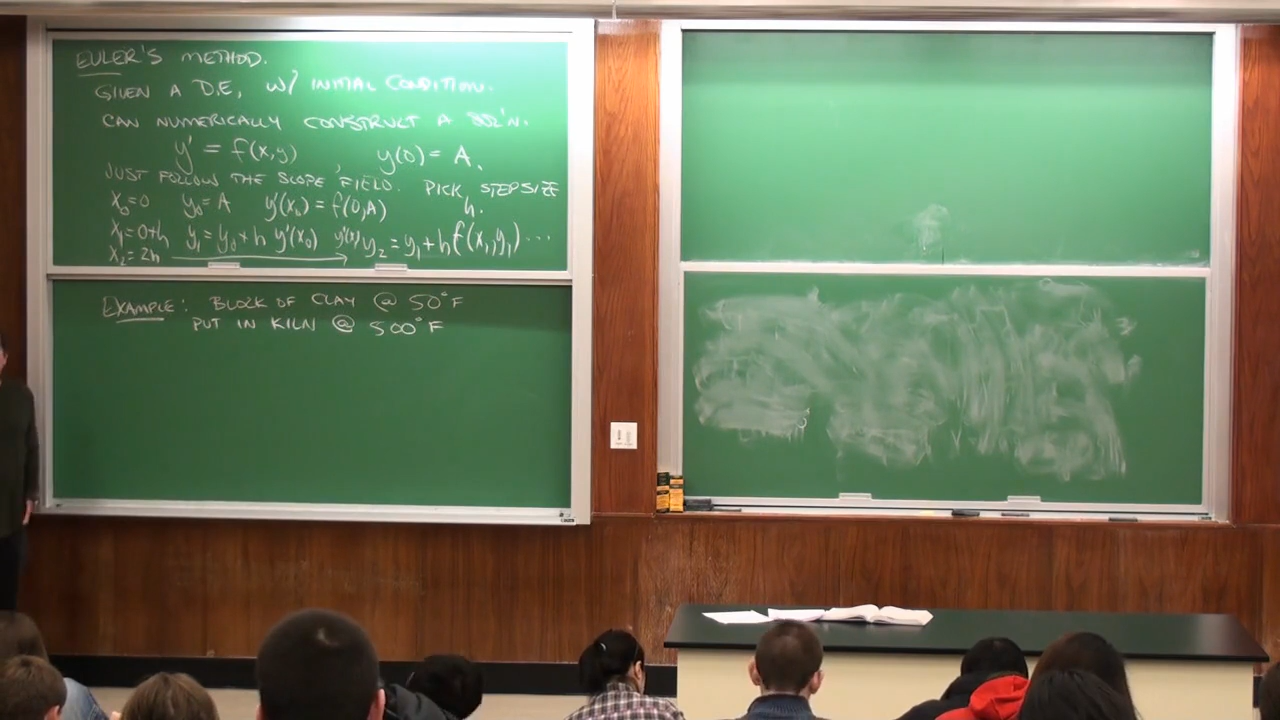 EULER'S METHOD.
GIVEN A D.E, W/ INITIAL CONDITION.
CAN NUMERICALLY CONSTRUCT A SOL'N.
y' = f(x,y) , y(0) = A.
JUST FOLLOW THE SLOPE FIELD. PICK STEPSIZE h.
x₀=0 y₀=A y'(x₀) = f(0,A)
x₁=0+h y₁=y₀+h y'(x₀) y'(x₁) y₂=y₁+h f(x₁,y₁) ...
x₂=2h
EXAMPLE: BLOCK OF CLAY @ 50°F
PUT IN KILN @ 500°F